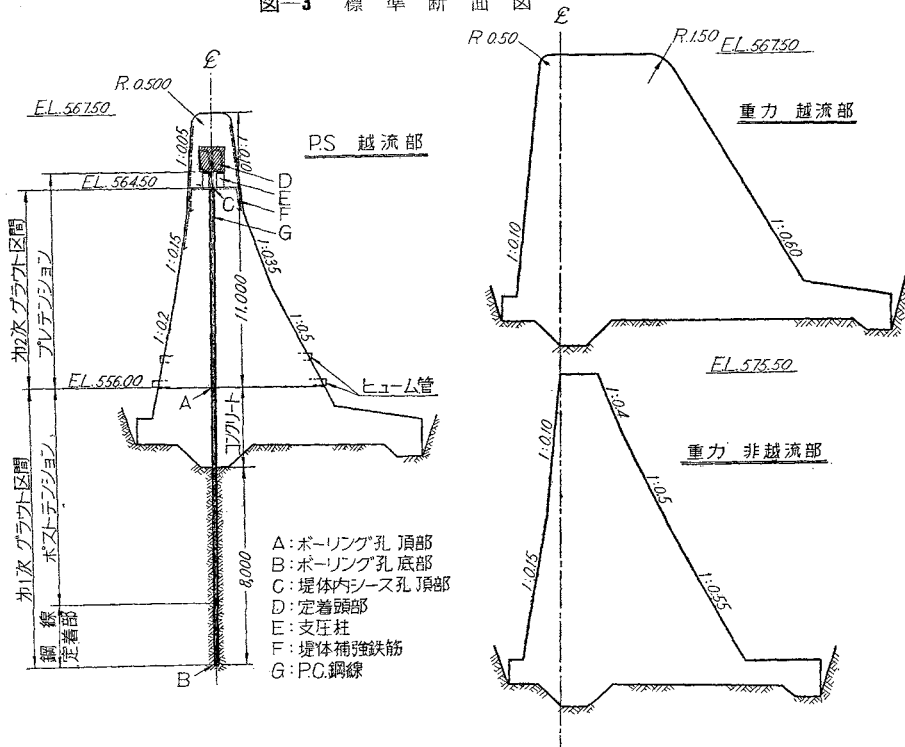 図—3 標準断面図
℄
R. 0.500
E.L. 567.50
1:0.05
1:0.10
P.S 越流部
E.L. 564.50
D
E
C
F
G
1:0.15
1:0.35
11.000
1:0.2
1:0.5
ヒューム管
E.L. 556.00
A
コンクリート
8,000
B
才2次グラウト区間
プレテンション
才1次グラウト区間
ポストテンション
鋼線
定着部
A:ボーリング孔頂部
B:ボーリング孔底部
C:堤体内シース孔頂部
D:定着頭部
E:支圧柱
F:堤体補強鉄筋
G:P.C.鋼線
℄
R 0.50
R.1.50
E.L. 567.50
重力 越流部
1:0.10
1:0.60
E.L. 575.50
1:0.10
1:0.4
重力 非越流部
1:0.5
1:0.15
1:0.55